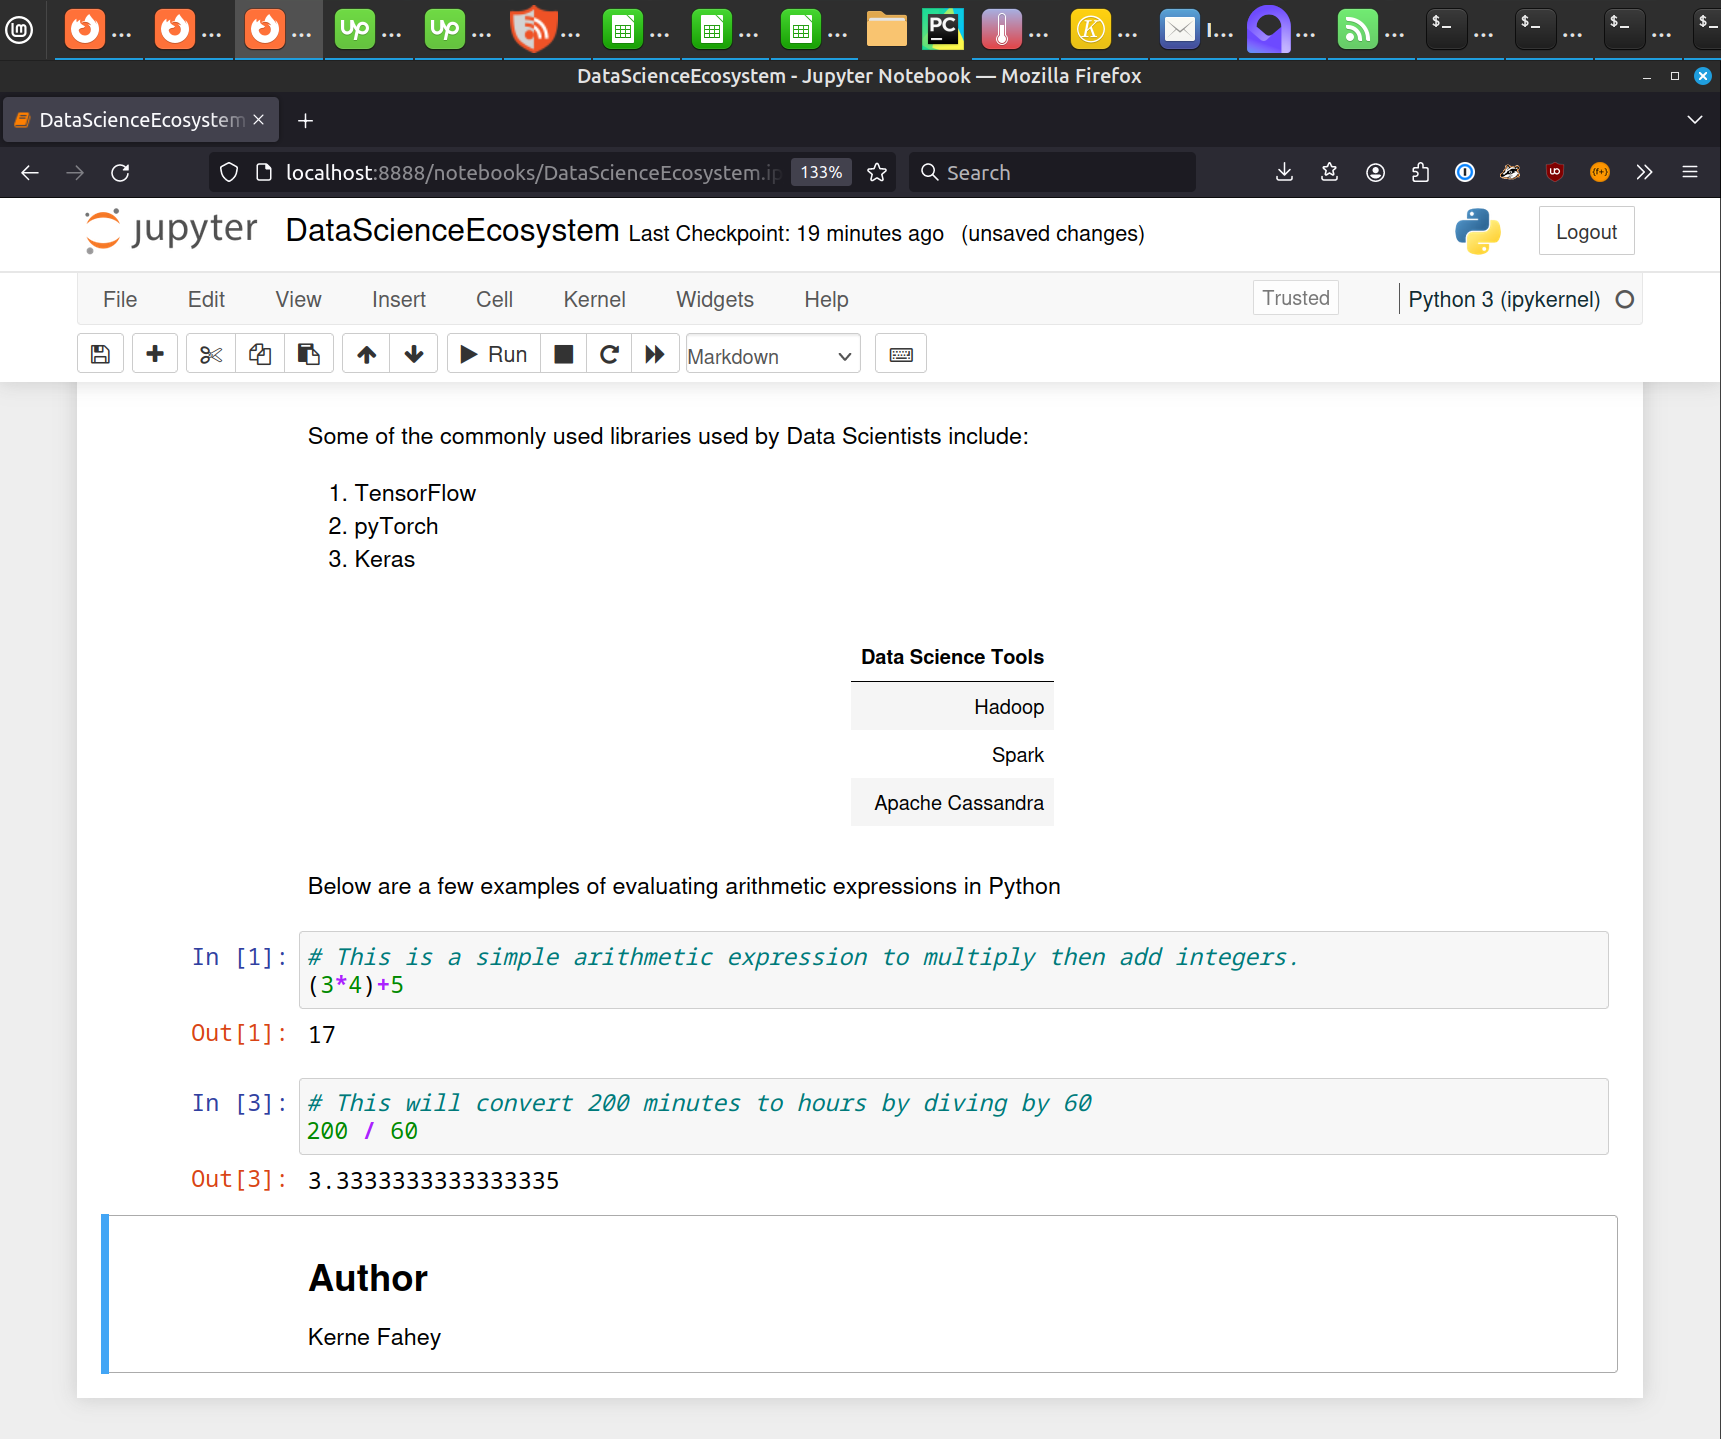 ... ... ... up ... up ... ... ... ... ... PC ... K ... I... ... ... $_ ... $_ ... $_ ... $_
DataScienceEcosystem - Jupyter Notebook — Mozilla Firefox
DataScienceEcosystem
localhost:8888/notebooks/DataScienceEcosystem.ip 133% Search
jupyter DataScienceEcosystem Last Checkpoint: 19 minutes ago (unsaved changes) Logout
File Edit View Insert Cell Kernel Widgets Help Trusted Python 3 (ipykernel)
Run Markdown
Some of the commonly used libraries used by Data Scientists include:
1. TensorFlow
2. pyTorch
3. Keras
Data Science Tools
Hadoop
Spark
Apache Cassandra
Below are a few examples of evaluating arithmetic expressions in Python
In [1]: # This is a simple arithmetic expression to multiply then add integers.
(3*4)+5
Out[1]: 17
In [3]: # This will convert 200 minutes to hours by diving by 60
200 / 60
Out[3]: 3.3333333333333335
Author
Kerne Fahey